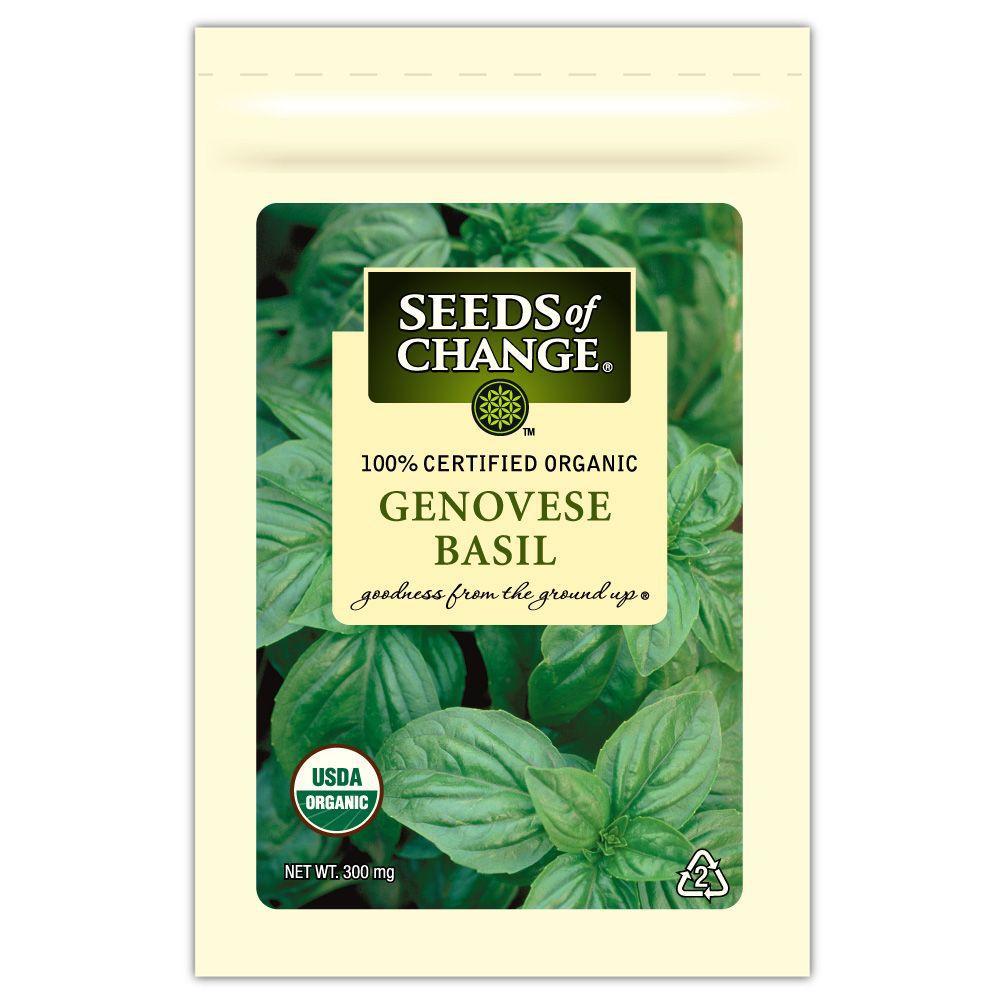 SEEDS of
CHANGE®
™
100% CERTIFIED ORGANIC
GENOVESE
BASIL
goodness from the ground up®
USDA
ORGANIC
NET WT. 300 mg
2